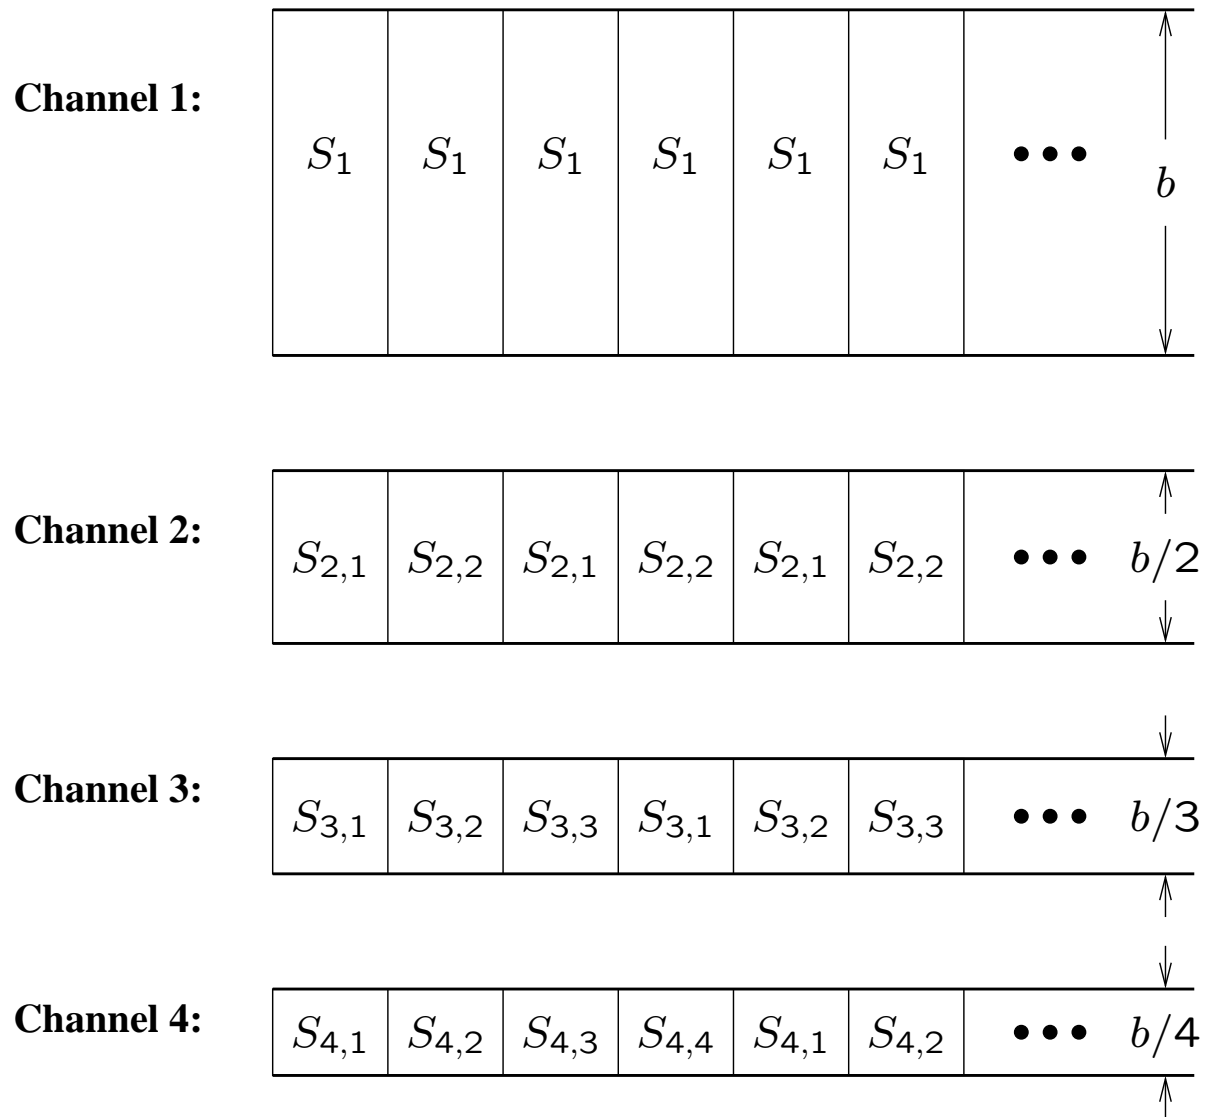 Channel 1:
S₁ S₁ S₁ S₁ S₁ S₁ ••• b
Channel 2:
S₂,₁ S₂,₂ S₂,₁ S₂,₂ S₂,₁ S₂,₂ ••• b/2
Channel 3:
S₃,₁ S₃,₂ S₃,₃ S₃,₁ S₃,₂ S₃,₃ ••• b/3
Channel 4:
S₄,₁ S₄,₂ S₄,₃ S₄,₄ S₄,₁ S₄,₂ ••• b/4